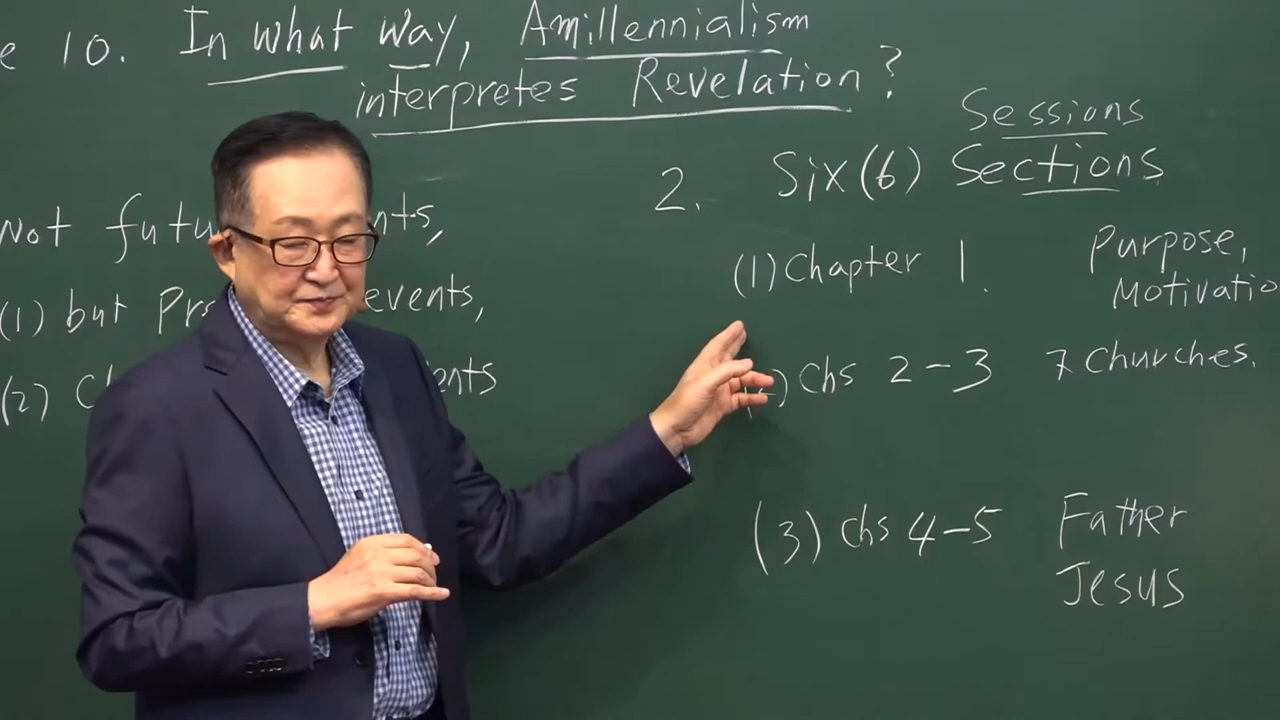 e 10. In what way, Amillennialism
interpretes Revelation?
Not futu nts,
(1) but Pr events,
(2) C ents
Sessions
2. Six (6) Sections
(1) Chapter 1. Purpose,
Motivatio
Chs 2-3 7 Churches.
(3) Chs 4-5 Father
Jesus